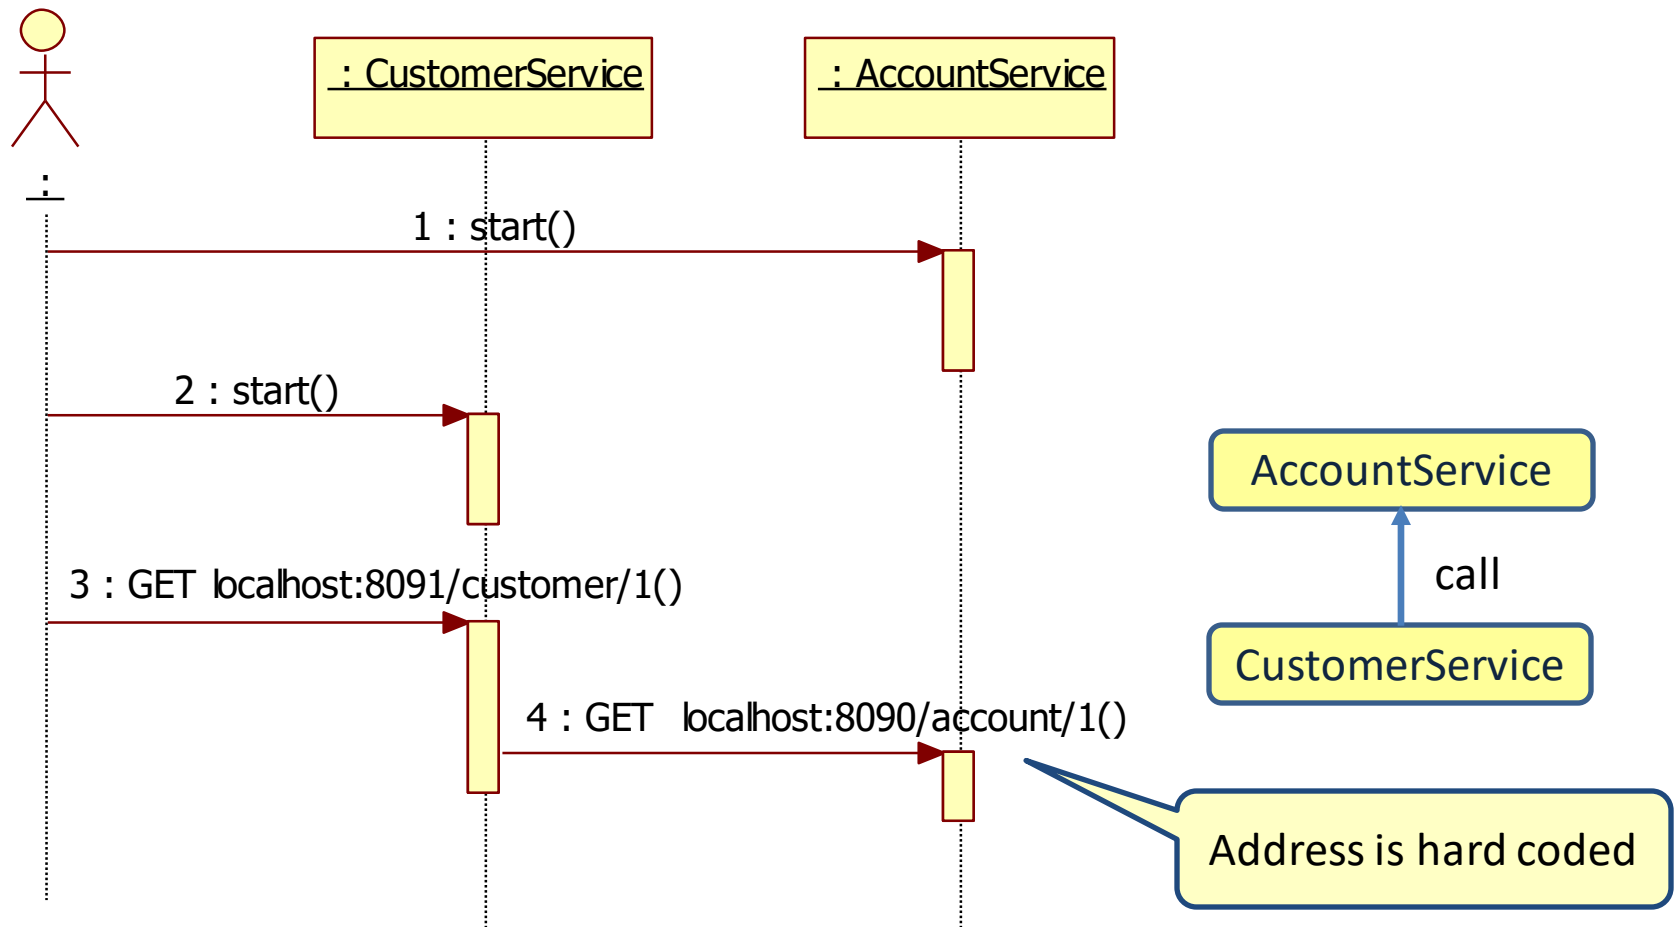 : CustomerService
: AccountService
:
1 : start()
2 : start()
3 : GET localhost:8091/customer/1()
4 : GET localhost:8090/account/1()
AccountService
call
CustomerService
Address is hard coded